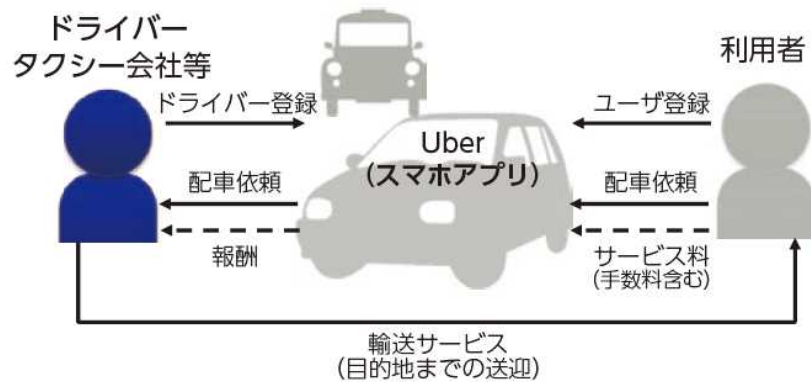 ドライバー
タクシー会社等
利用者
ドライバー登録
ユーザ登録
Uber
(スマホアプリ)
配車依頼
配車依頼
報酬
サービス料
(手数料含む)
輸送サービス
(目的地までの送迎)